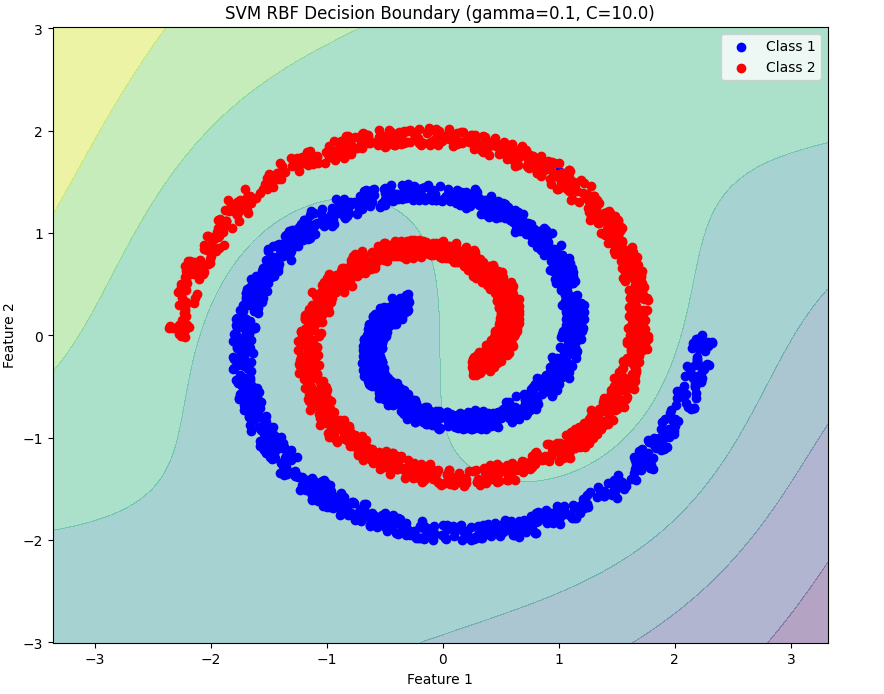 SVM RBF Decision Boundary (gamma=0.1, C=10.0)
Class 1
Class 2
Feature 2
3
2
1
0
−1
−2
−3
−3
−2
−1
0
1
2
3
Feature 1